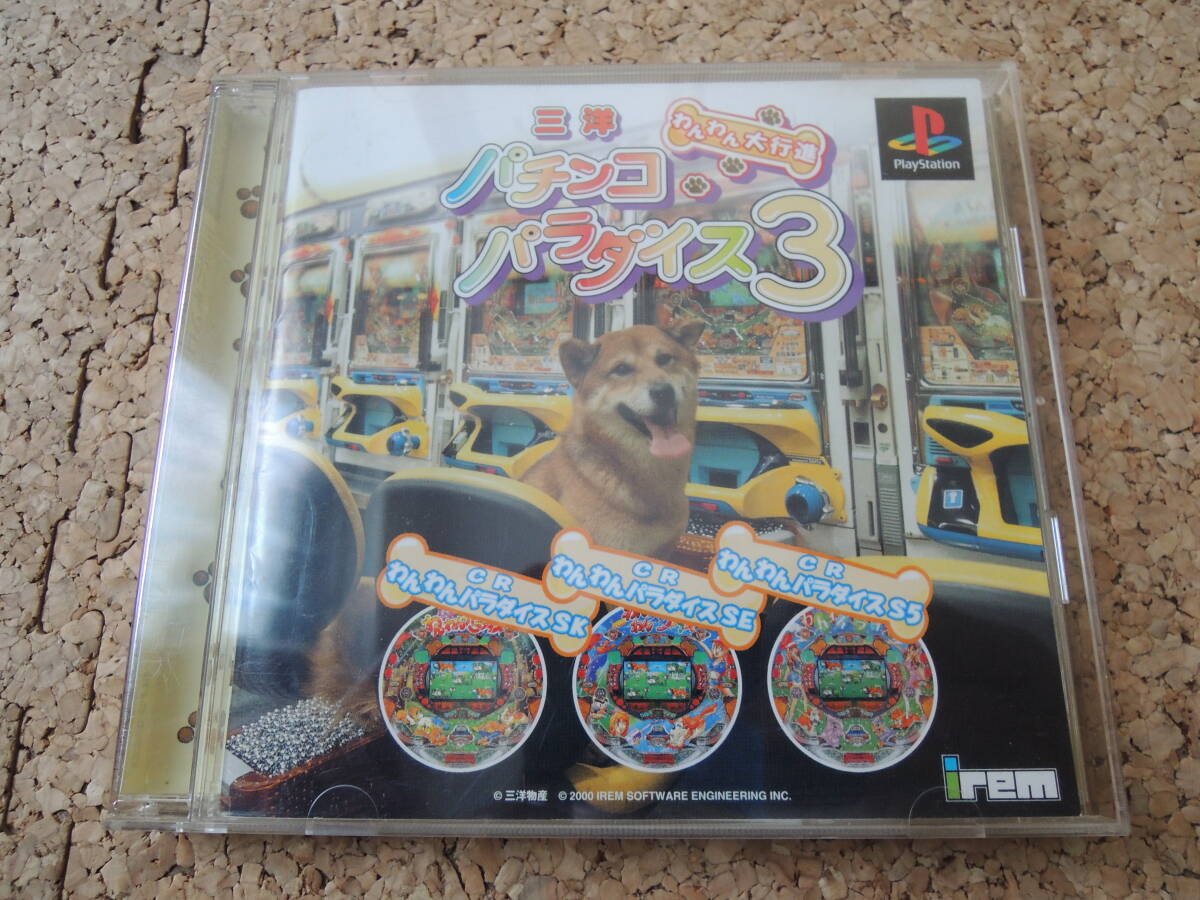 三洋
わんわん大行進
パチンコ
パラダイス3
PlayStation
CR
わんわんパラダイスSK
CR
わんわんパラダイスSE
CR
わんわんパラダイスS5
© 三洋物産 © 2000 IREM SOFTWARE ENGINEERING INC.
irem